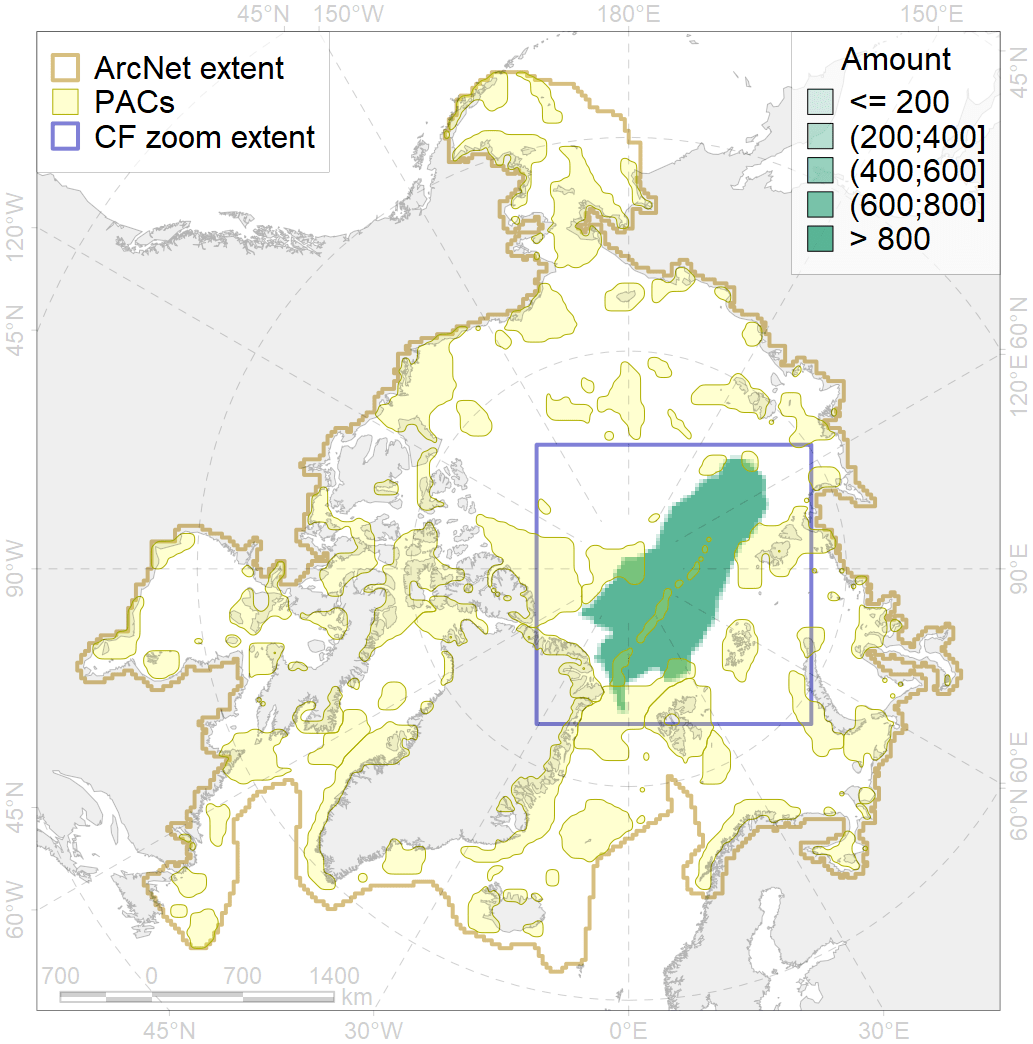 45°N 150°W 180°E 150°E
ArcNet extent
PACs
CF zoom extent
Amount
<= 200
(200;400]
(400;600]
(600;800]
> 800
45°N
120°W
45°N
90°W
45°N
60°W
60°N
120°E
90°E
60°E
60°N
700 0 700 1400
km
45°N 30°W 0°E 30°E